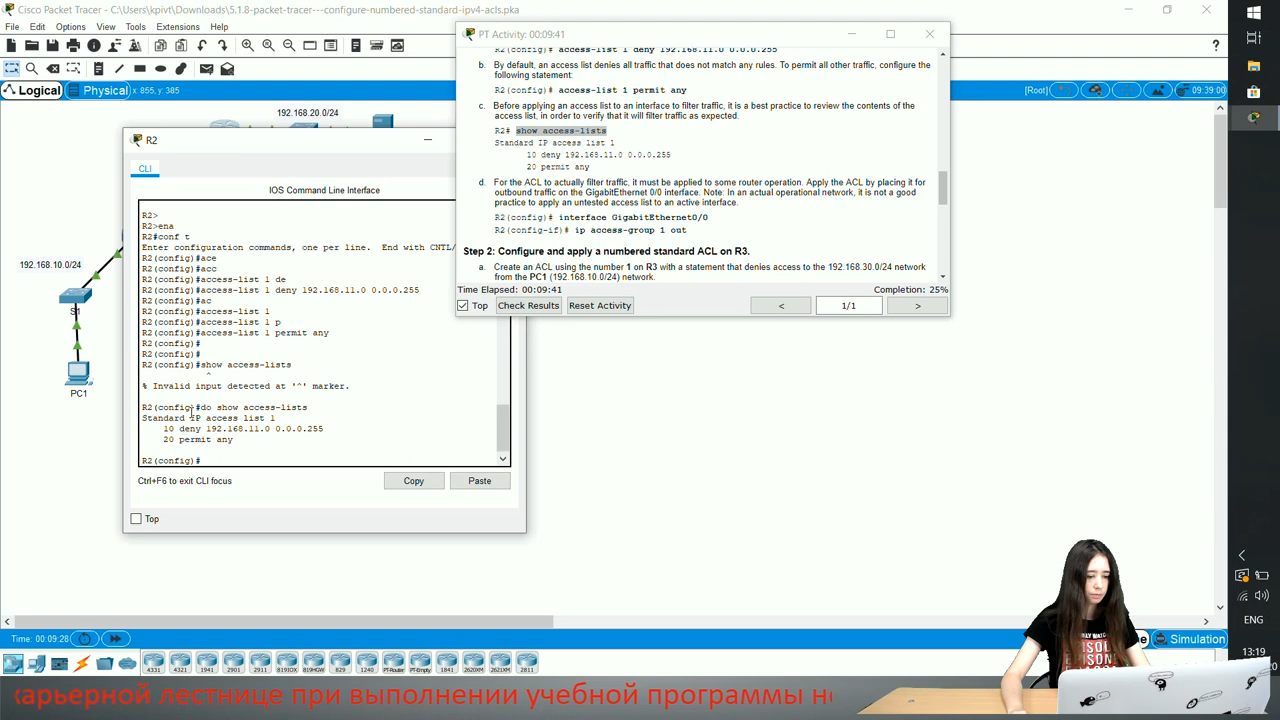 Cisco Packet Tracer - C:\Users\kpivt\Downloads\5.1.8-packet-tracer---configure-numbered-standard-ipv4-acls.pka
File Edit Options View Tools Extensions Help
Logical Physical x: 855, y: 385
[Root] 09:39:00
192.168.20.0/24
192.168.10.0/24
S1
PC1
R2
CLI
IOS Command Line Interface
R2>
R2>ena
R2#conf t
Enter configuration commands, one per line. End with CNTL/
R2(config)#ace
R2(config)#acc
R2(config)#access-list 1 de
R2(config)#access-list 1 deny 192.168.11.0 0.0.0.255
R2(config)#ac
R2(config)#access-list 1
R2(config)#access-list 1 p
R2(config)#access-list 1 permit any
R2(config)#
R2(config)#
R2(config)#show access-lists
^
% Invalid input detected at '^' marker.
R2(config)#do show access-lists
Standard IP access list 1
10 deny 192.168.11.0 0.0.0.255
20 permit any
R2(config)#
Ctrl+F6 to exit CLI focus
Copy
Paste
Top
PT Activity: 00:09:41
R2(config)# access-list 1 deny 192.168.11.0 0.0.0.255
b. By default, an access list denies all traffic that does not match any rules. To permit all other traffic, configure the
following statement:
R2(config)# access-list 1 permit any
c. Before applying an access list to an interface to filter traffic, it is a best practice to review the contents of the
access list, in order to verify that it will filter traffic as expected.
R2# show access-lists
Standard IP access list 1
10 deny 192.168.11.0 0.0.0.255
20 permit any
d. For the ACL to actually filter traffic, it must be applied to some router operation. Apply the ACL by placing it for
outbound traffic on the GigabitEthernet 0/0 interface. Note: In an actual operational network, it is not a good
practice to apply an untested access list to an active interface.
R2(config)# interface GigabitEthernet0/0
R2(config-if)# ip access-group 1 out
Step 2: Configure and apply a numbered standard ACL on R3.
a. Create an ACL using the number 1 on R3 with a statement that denies access to the 192.168.30.0/24 network
from the PC1 (192.168.10.0/24) network.
Time Elapsed: 00:09:41
Completion: 25%
Top
Check Results
Reset Activity
<
1/1
>
Time: 00:09:28
Simulation
4331 4321 1941 2901 2911 819IOX 819HGW 829 1240 PT-Router PT-Empty 1841 2620XM 2621XM 2811
ENG
13:19
карьерной лестнице при выполнении учебной программы не